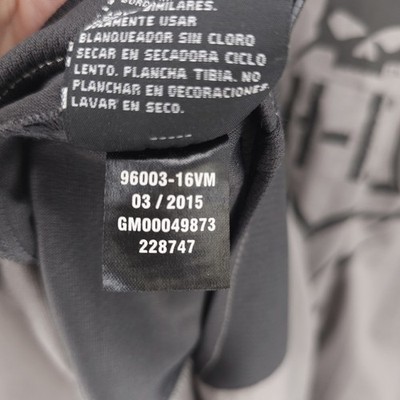 SIMILARES.
SOLAMENTE USAR
BLANQUEADOR SIN CLORO
SECAR EN SECADORA CICLO
LENTO. PLANCHA TIBIA. NO
PLANCHAR EN DECORACIONES
LAVAR EN SECO.
96003-16VM
03 / 2015
GM00049873
228747